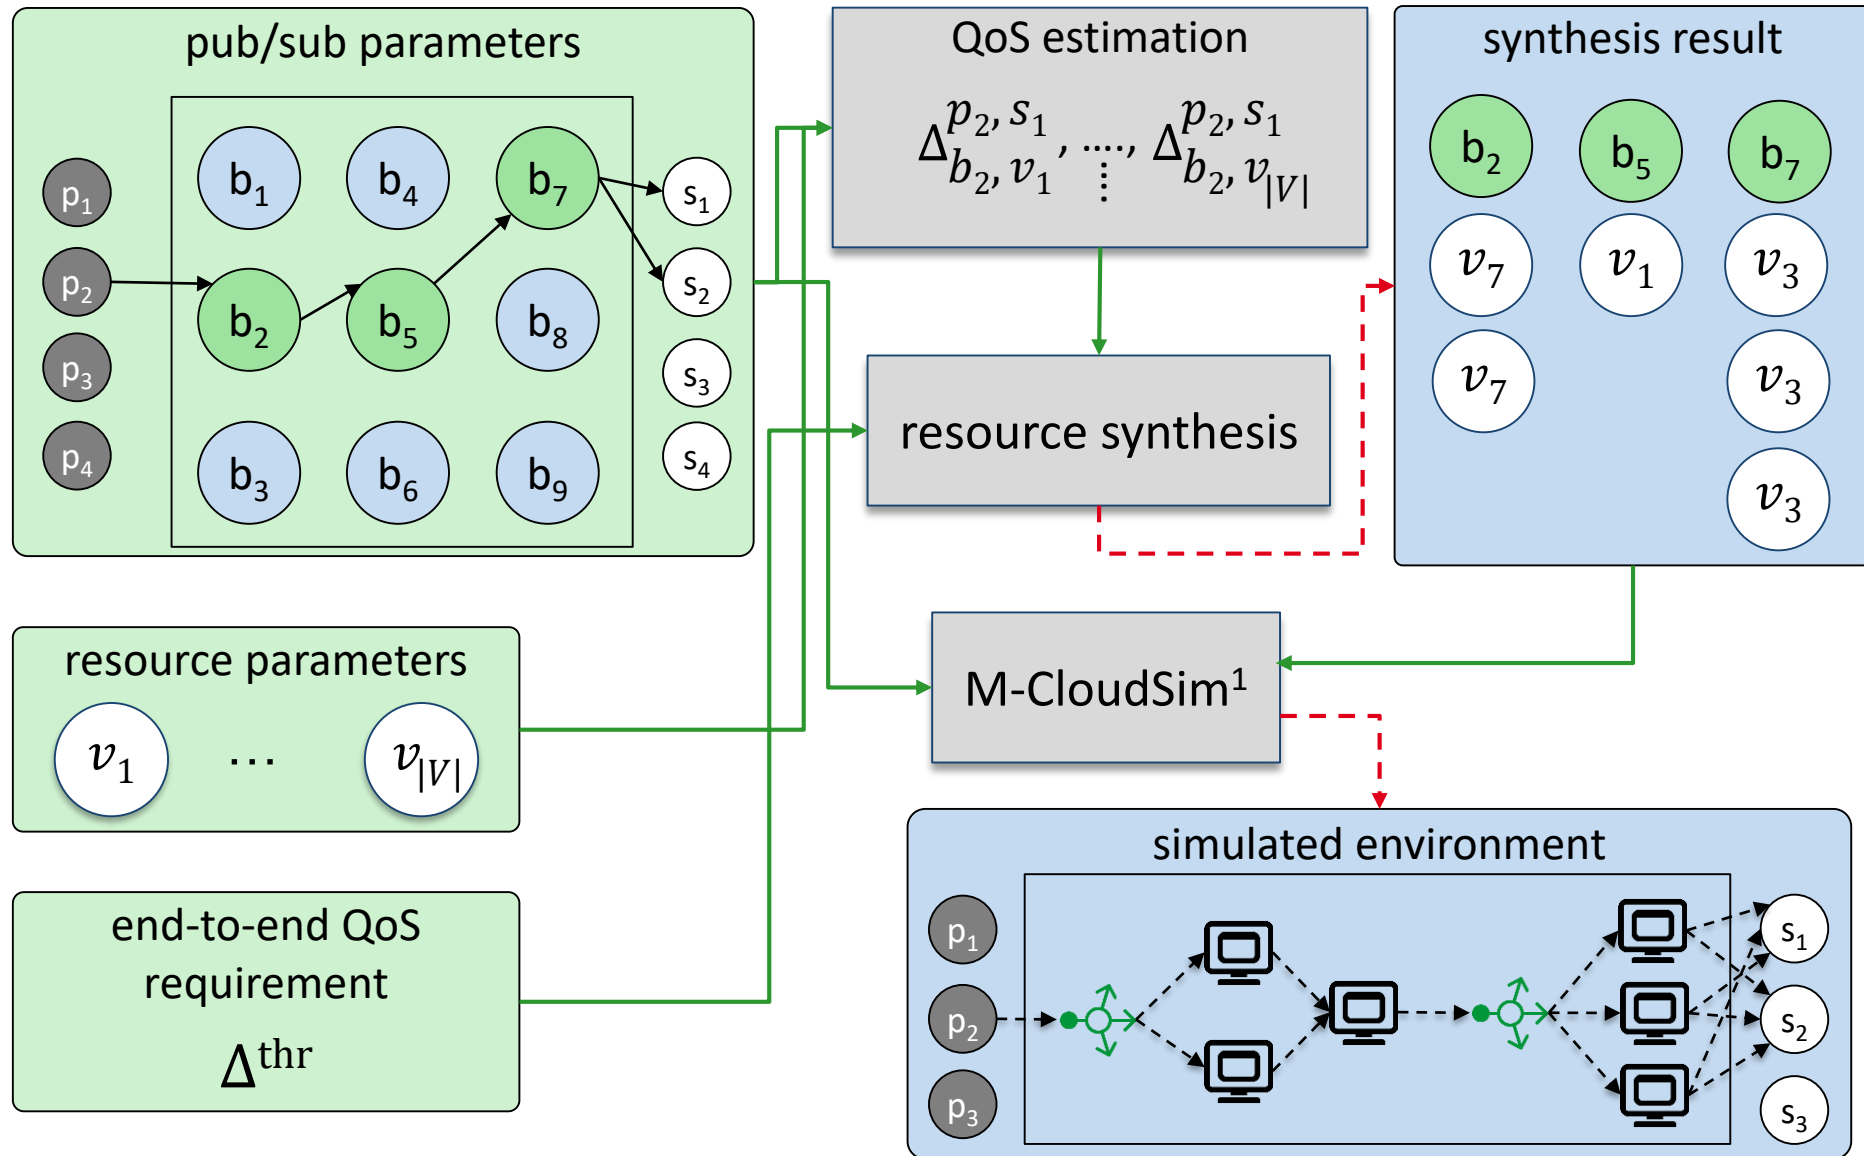 pub/sub parameters
p₁
p₂
p₃
p₄
b₁ b₄ b₇
b₂ b₅ b₈
b₃ b₆ b₉
s₁
s₂
s₃
s₄
QoS estimation
Δ^{p₂, s₁}_{b₂, v₁} , ...., Δ^{p₂, s₁}_{b₂, v_{|V|}}
⋮
synthesis result
b₂ b₅ b₇
v₇ v₁ v₃
v₇ v₃
v₃
resource synthesis
resource parameters
v₁ ... v_{|V|}
M-CloudSim¹
end-to-end QoS
requirement
Δ^{thr}
simulated environment
p₁
p₂
p₃
s₁
s₂
s₃